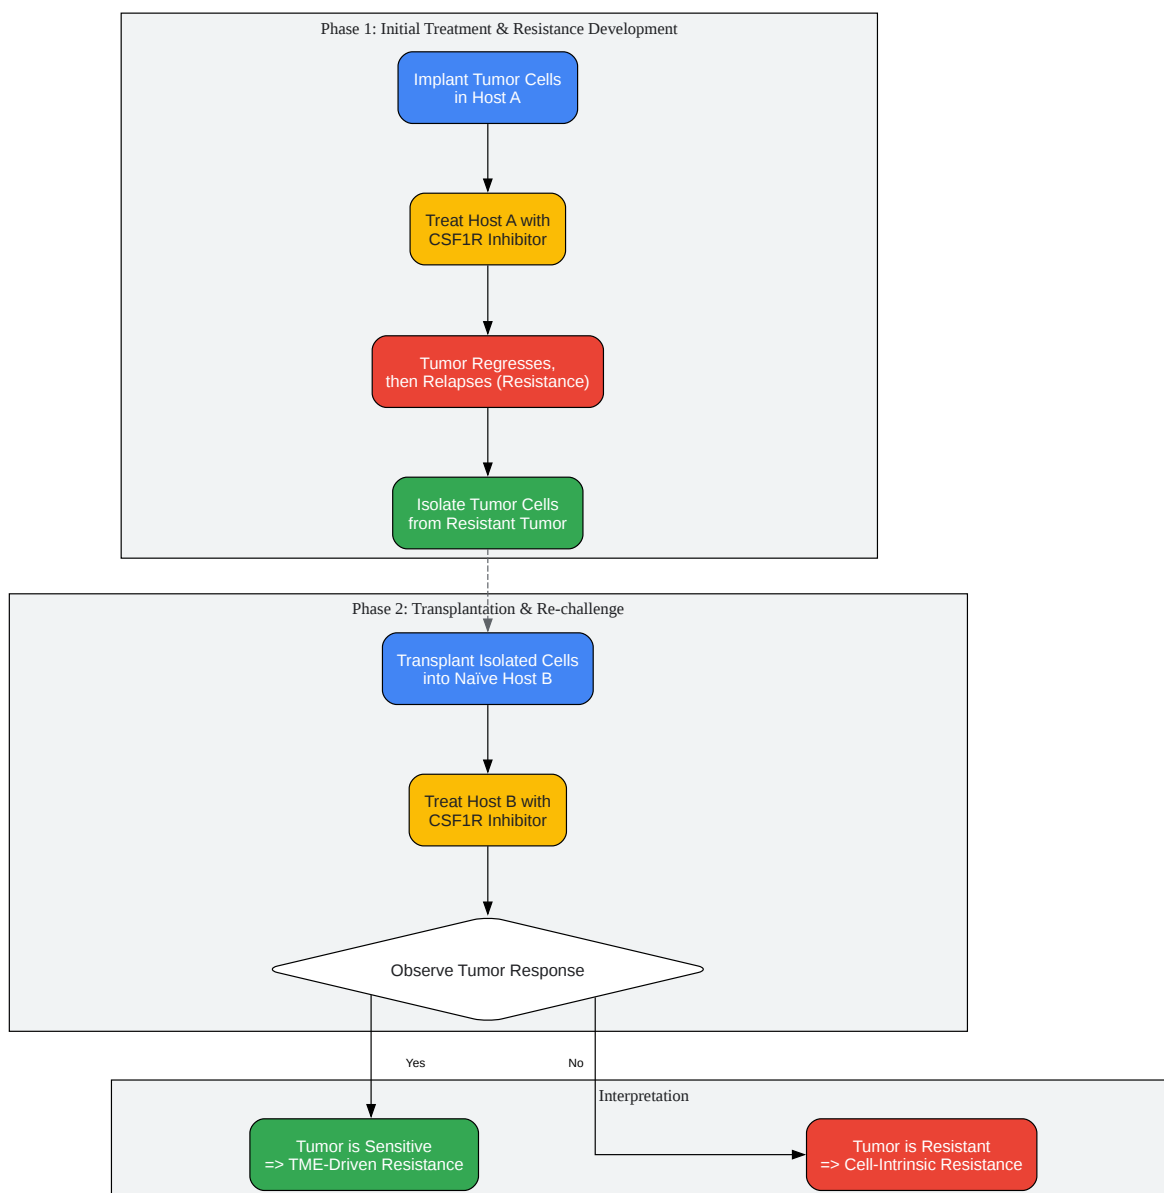 Phase 1: Initial Treatment & Resistance Development
Implant Tumor Cells
in Host A
Treat Host A with
CSF1R Inhibitor
Tumor Regresses,
then Relapses (Resistance)
Isolate Tumor Cells
from Resistant Tumor
Phase 2: Transplantation & Re-challenge
Transplant Isolated Cells
into Naïve Host B
Treat Host B with
CSF1R Inhibitor
Observe Tumor Response
Yes
No
Interpretation
Tumor is Sensitive
=> TME-Driven Resistance
Tumor is Resistant
=> Cell-Intrinsic Resistance